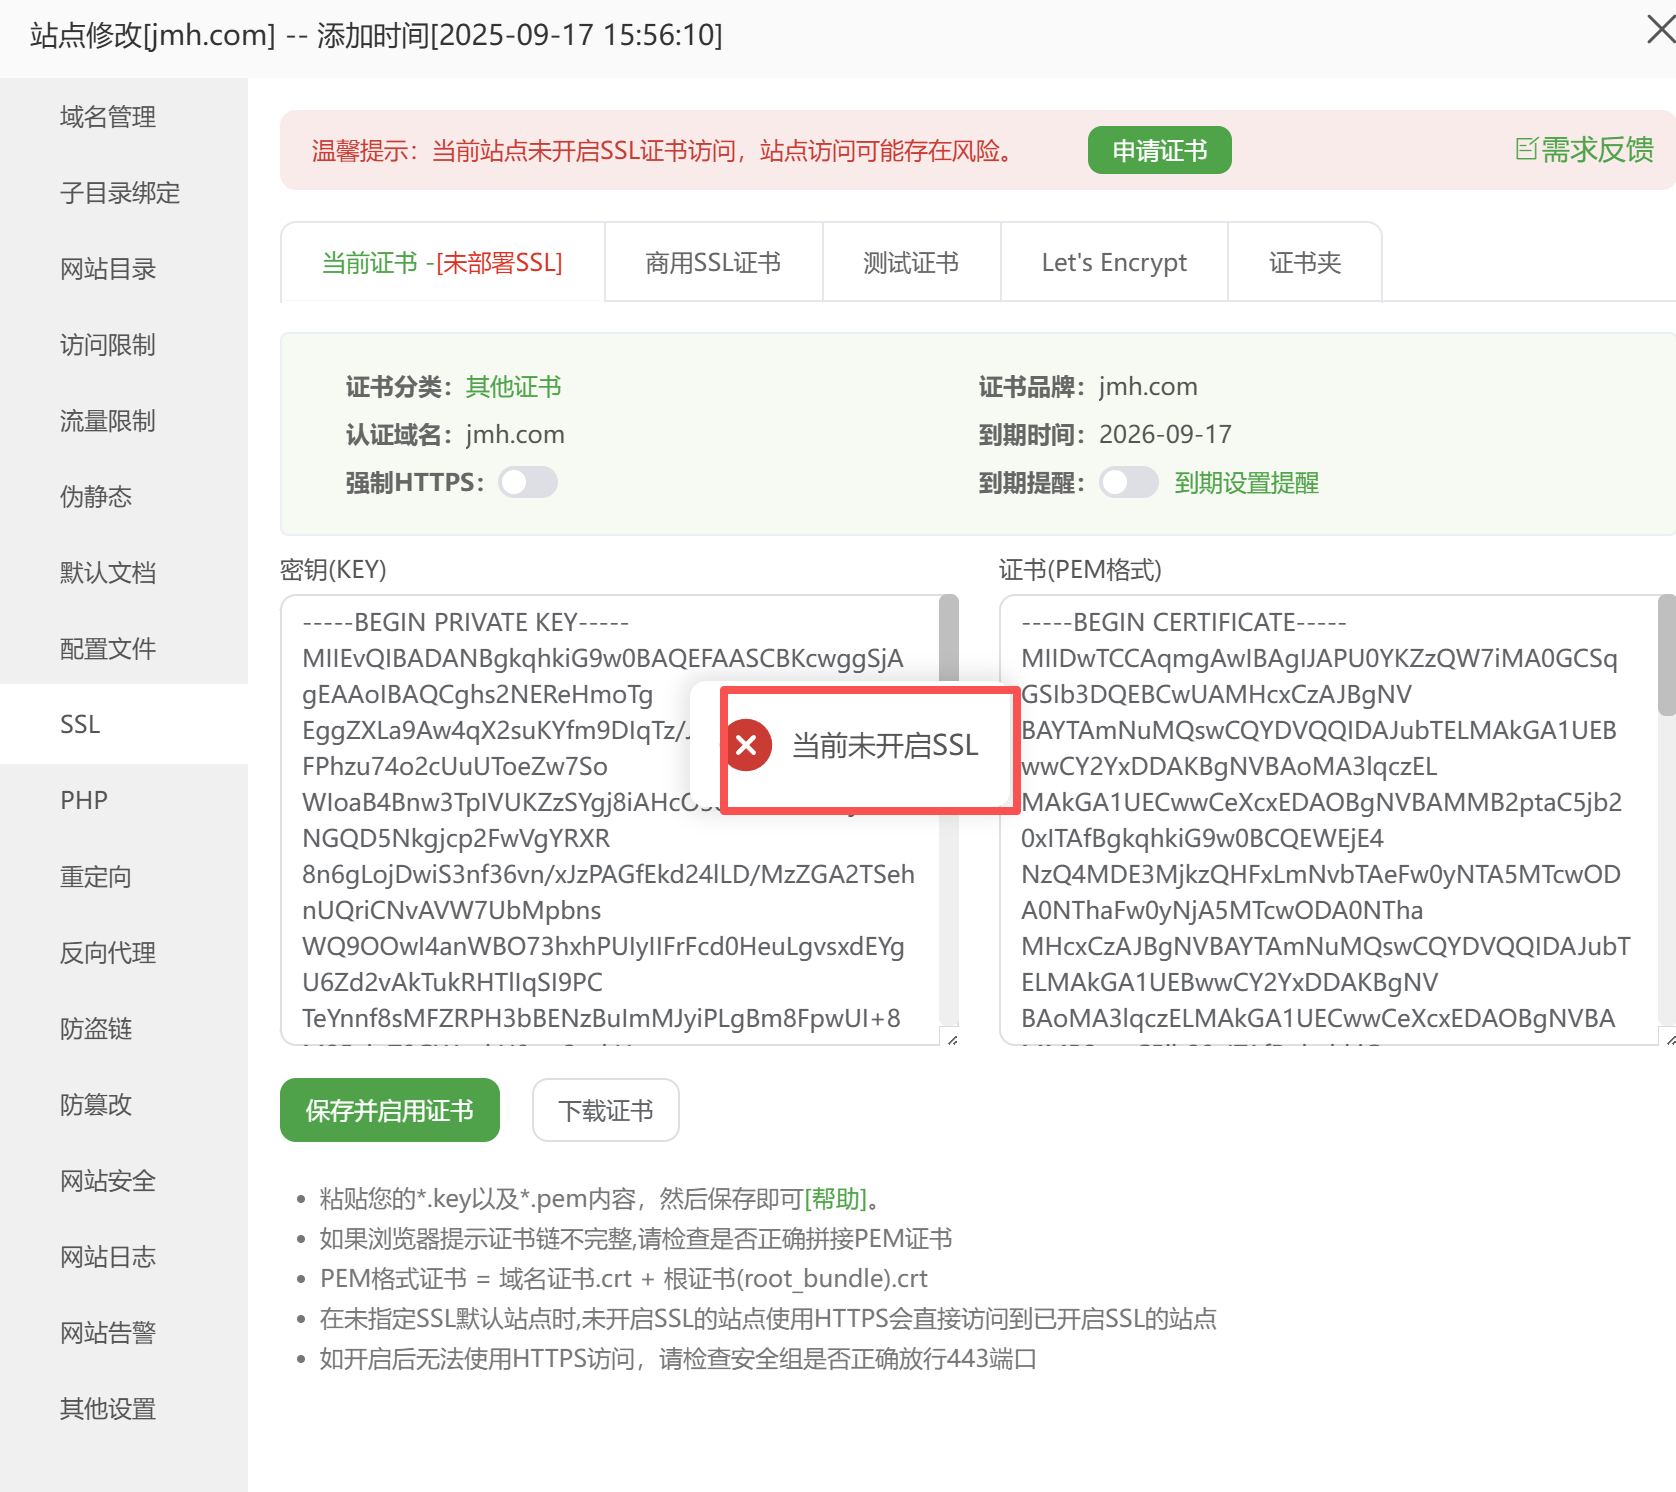 站点修改[jmh.com] -- 添加时间[2025-09-17 15:56:10]
域名管理
子目录绑定
网站目录
访问限制
流量限制
伪静态
默认文档
配置文件
SSL
PHP
重定向
反向代理
防盗链
防篡改
网站安全
网站日志
网站告警
其他设置
温馨提示：当前站点未开启SSL证书访问，站点访问可能存在风险。
申请证书
需求反馈
当前证书 -[未部署SSL]
商用SSL证书
测试证书
Let's Encrypt
证书夹
证书分类：其他证书
证书品牌：jmh.com
认证域名：jmh.com
到期时间：2026-09-17
强制HTTPS：
到期提醒：
到期设置提醒
密钥(KEY)
-----BEGIN PRIVATE KEY-----
MIIEvQIBADANBgkqhkiG9w0BAQEFAASCBKcwggSjA
gEAAoIBAQCghs2NEReHmoTg
EggZXLa9Aw4qX2suKYfm9DIqTz/
FPhzu74o2cUuUToeZw7So
WIoaB4Bnw3TpIVUKZzSYgj8iAHcO
NGQD5Nkgjcp2FwVgYRXR
8n6gLojDwiS3nf36vn/xJzPAGfEkd24lLD/MzZGA2TSeh
nUQriCNvAVW7UbMpbns
WQ9OOwI4anWBO73hxhPUIyIIFrFcd0HeuLgvsxdEYg
U6Zd2vAkTukRHTlIqSI9PC
TeYnnf8sMFZRPH3bBENzBuImMJyiPLgBm8FpwUI+8
证书(PEM格式)
-----BEGIN CERTIFICATE-----
MIIDwTCCAqmgAwIBAgIJAPU0YKZzQW7iMA0GCSq
GSIb3DQEBCwUAMHcxCzAJBgNV
BAYTAmNuMQswCQYDVQQIDAJubTELMAkGA1UEB
wwCY2YxDDAKBgNVBAoMA3lqczEL
MAkGA1UECwwCeXcxEDAOBgNVBAMMB2ptaC5jb2
0xITAfBgkqhkiG9w0BCQEWEjE4
NzQ4MDE3MjkzQHFxLmNvbTAeFw0yNTA5MTcwOD
A0NThaFw0yNjA5MTcwODA0NTha
MHcxCzAJBgNVBAYTAmNuMQswCQYDVQQIDAJubT
ELMAkGA1UEBwwCY2YxDDAKBgNV
BAoMA3lqczELMAkGA1UECwwCeXcxEDAOBgNVBA
当前未开启SSL
保存并启用证书
下载证书
粘贴您的*.key以及*.pem内容，然后保存即可[帮助]。
如果浏览器提示证书链不完整,请检查是否正确拼接PEM证书
PEM格式证书 = 域名证书.crt + 根证书(root_bundle).crt
在未指定SSL默认站点时,未开启SSL的站点使用HTTPS会直接访问到已开启SSL的站点
如开启后无法使用HTTPS访问，请检查安全组是否正确放行443端口